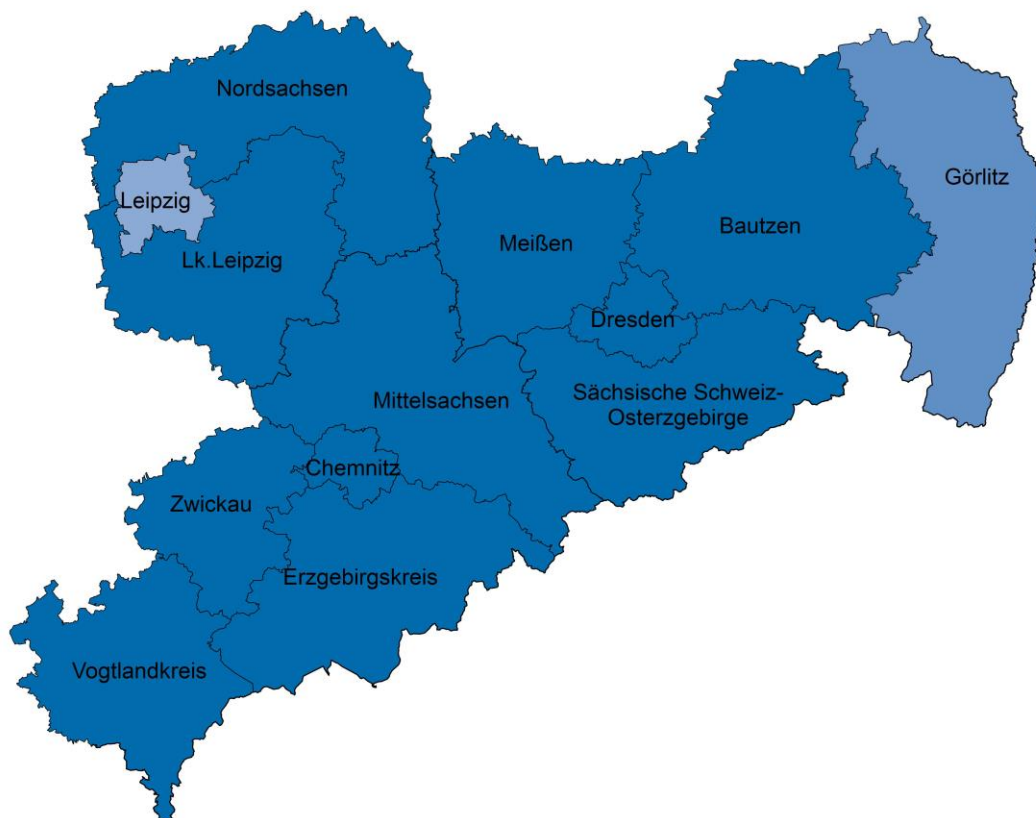 Nordsachsen
Görlitz
Leipzig
Bautzen
Meißen
Lk.Leipzig
Dresden
Sächsische Schweiz-
Osterzgebirge
Mittelsachsen
Chemnitz
Zwickau
Erzgebirgskreis
Vogtlandkreis